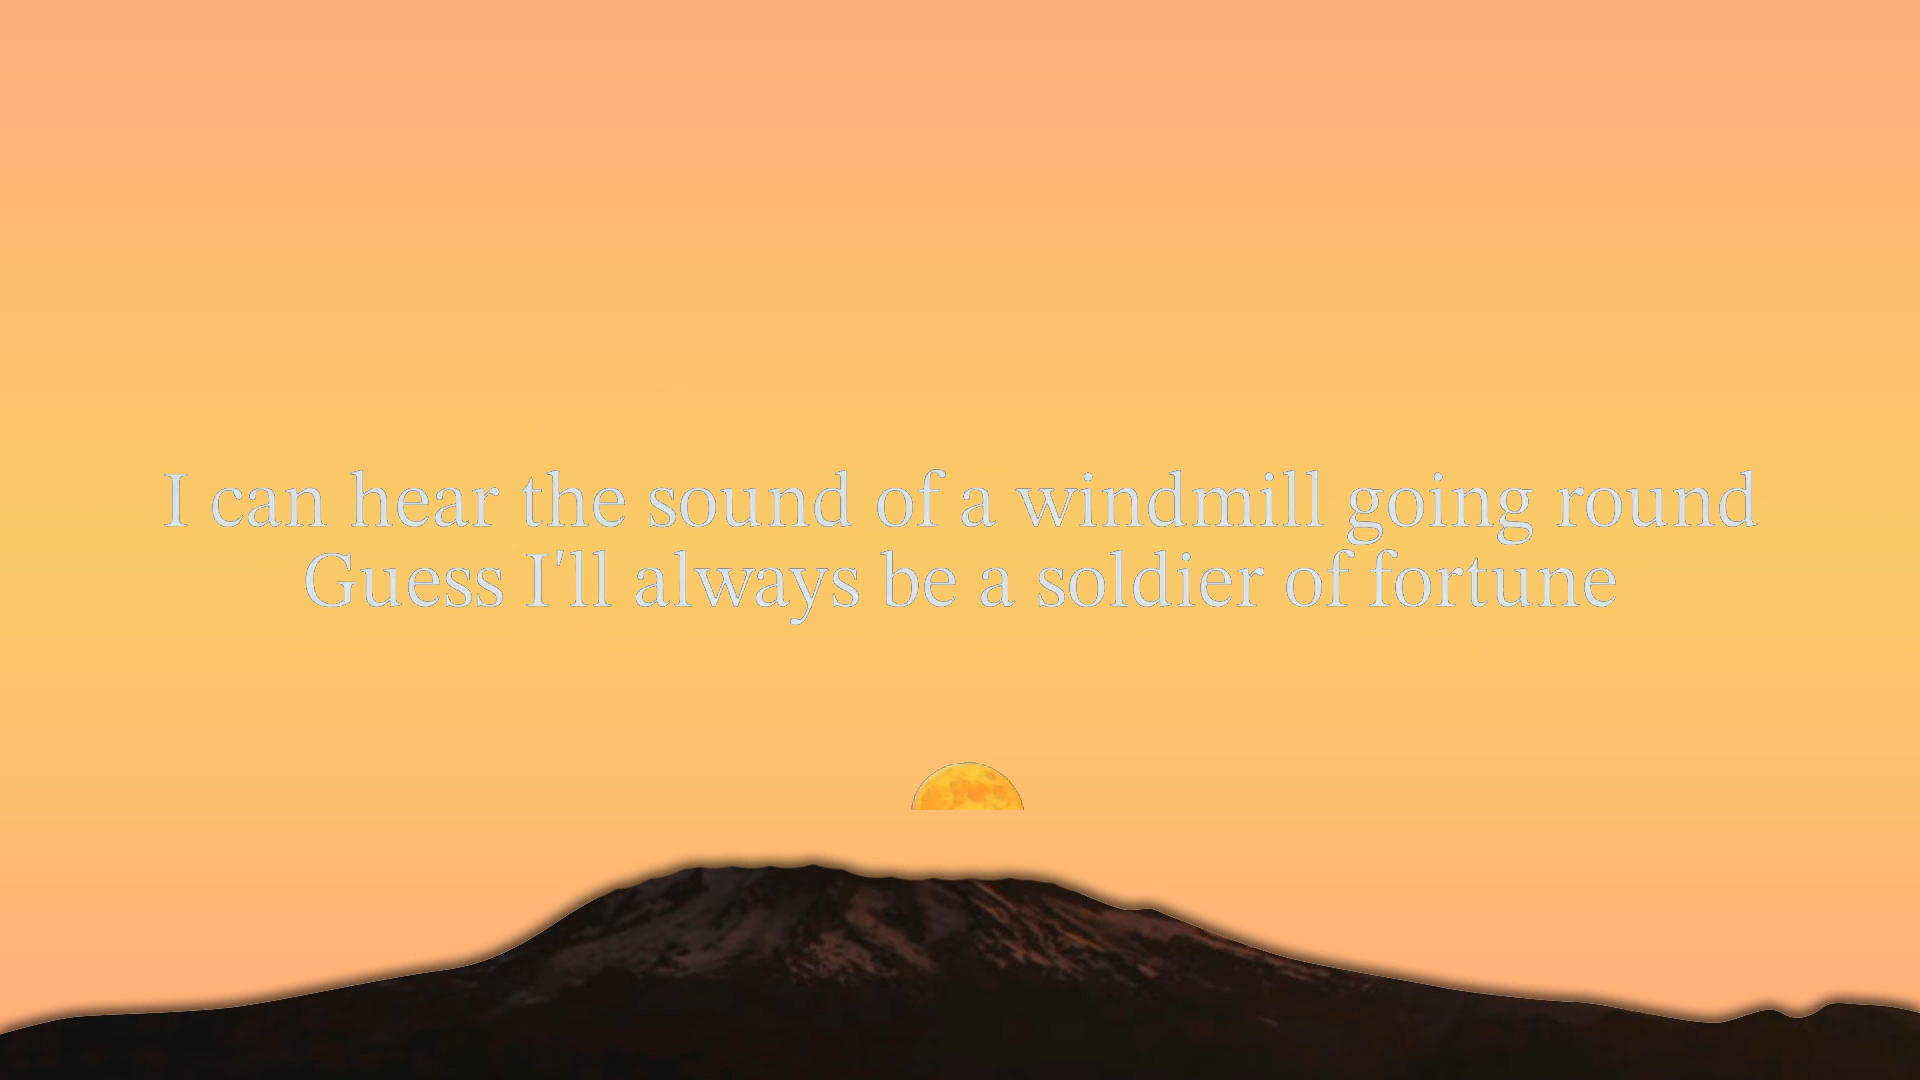 I can hear the sound of a windmill going round
Guess I'll always be a soldier of fortune